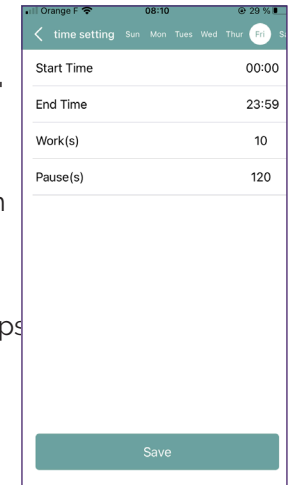 Orange F 08:10 29 %
time setting Sun Mon Tues Wed Thur Fri
Start Time 00:00
End Time 23:59
Work(s) 10
Pause(s) 120
ps
Save